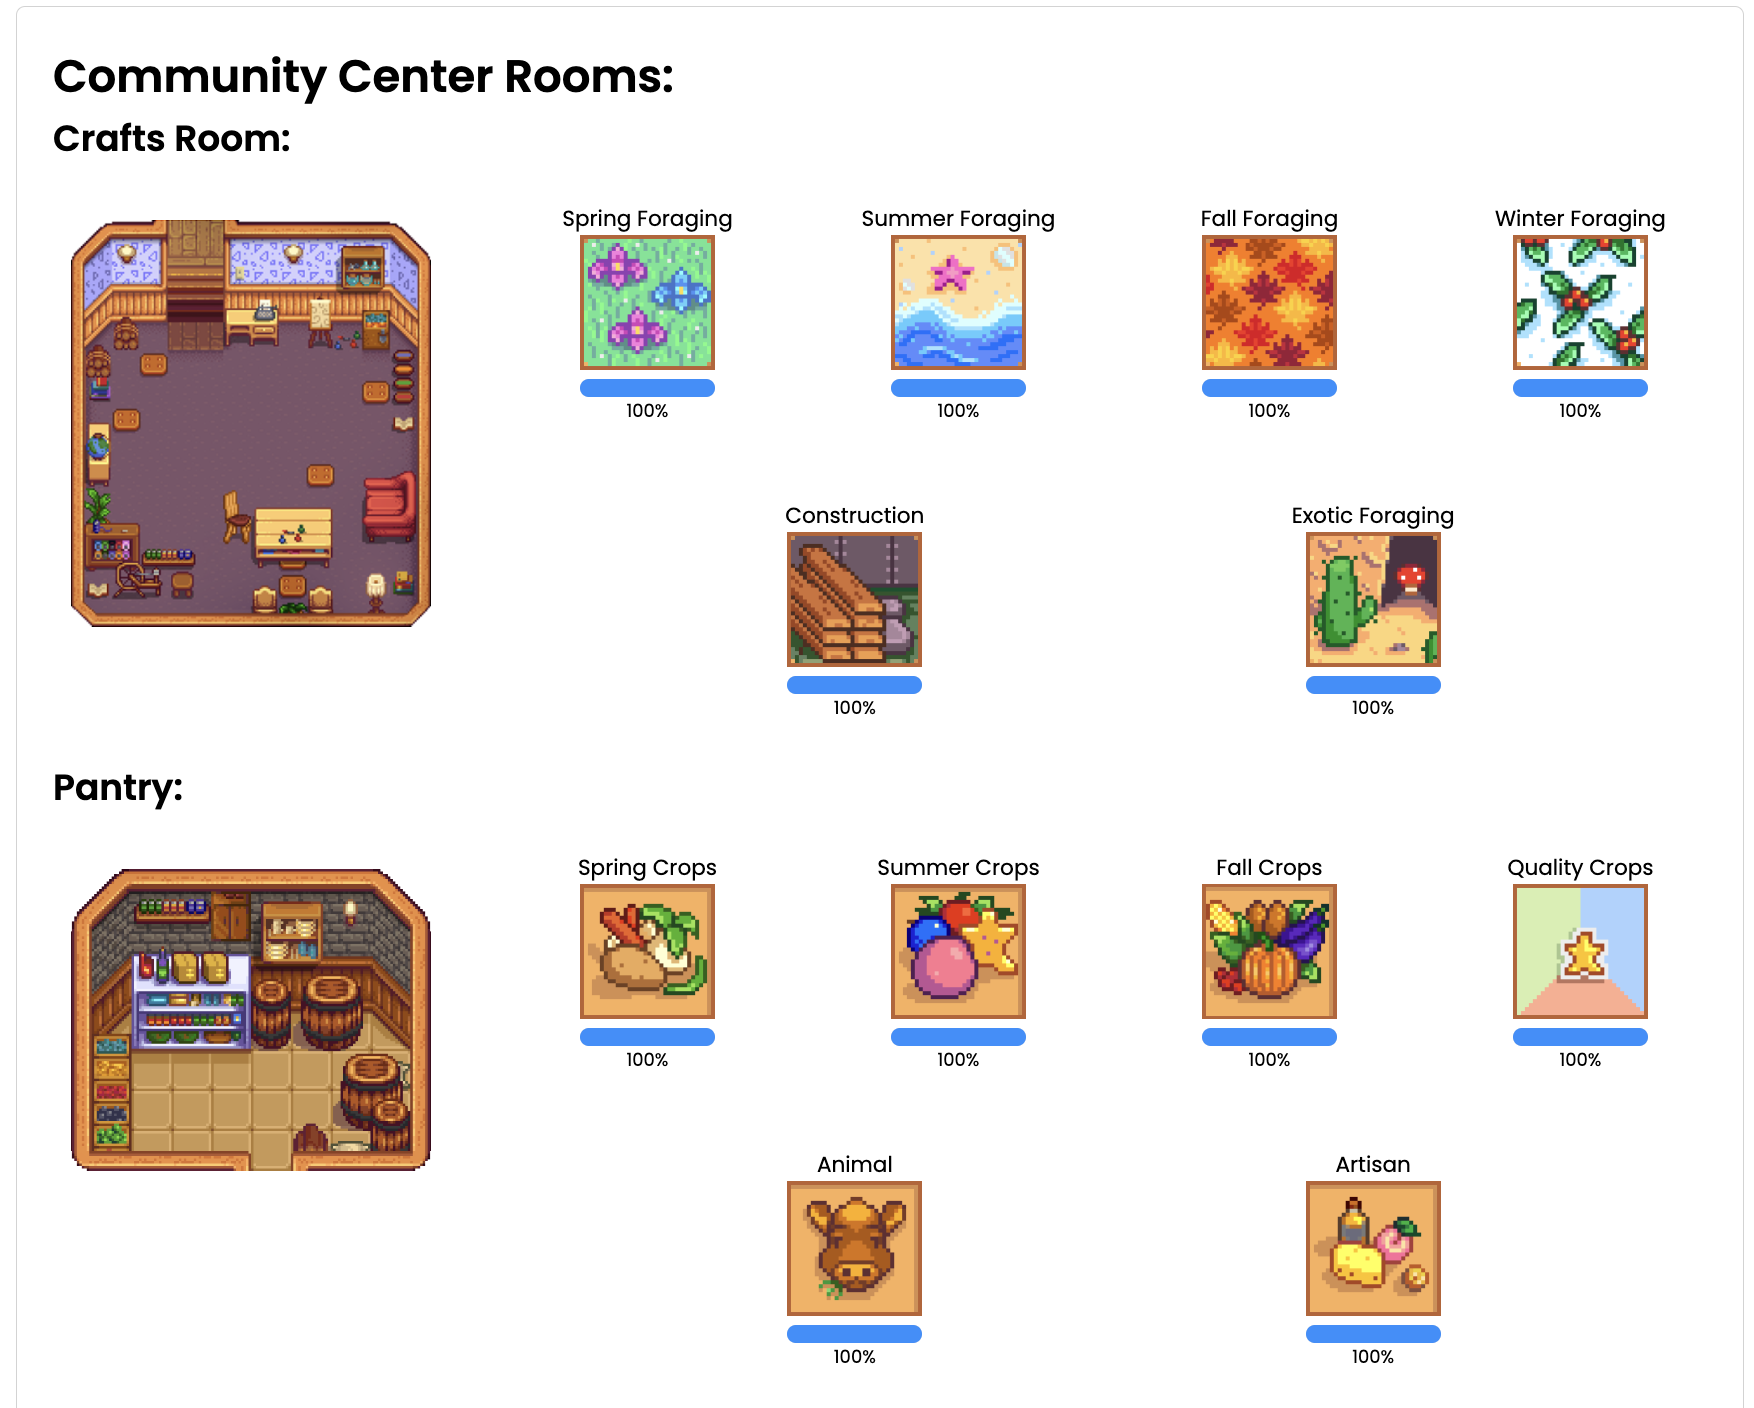 Community Center Rooms:
Crafts Room:
Spring Foraging
Summer Foraging
Fall Foraging
Winter Foraging
100%
100%
100%
100%
Construction
Exotic Foraging
100%
100%
Pantry:
Spring Crops
Summer Crops
Fall Crops
Quality Crops
100%
100%
100%
100%
Animal
Artisan
100%
100%